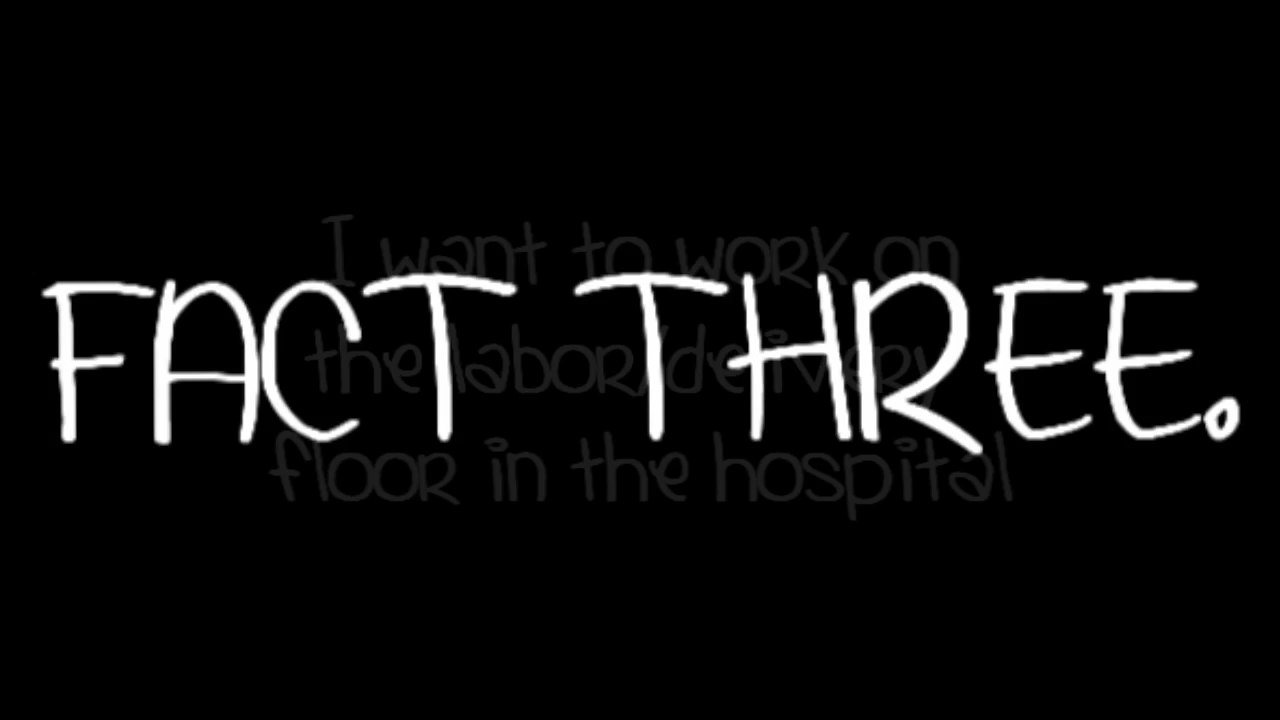 I want to work on
FACT THREE.
the labor/delivery
floor in the hospital